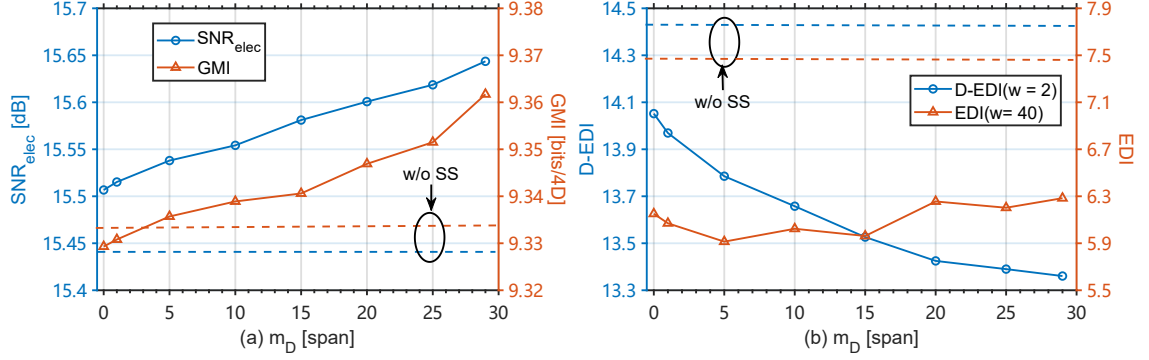 15.7
15.65
15.6
15.55
15.5
15.45
15.4
SNR_elec [dB]
SNR_elec
GMI
w/o SS
9.38
9.37
9.36
9.35
9.34
9.33
9.32
GMI [bits/4D]
0 5 10 15 20 25 30
(a) m_D [span]
14.5
14.3
14.1
13.9
13.7
13.5
13.3
D-EDI
w/o SS
D-EDI(w = 2)
EDI(w= 40)
7.9
7.5
7.1
6.7
6.3
5.9
5.5
EDI
0 5 10 15 20 25 30
(b) m_D [span]